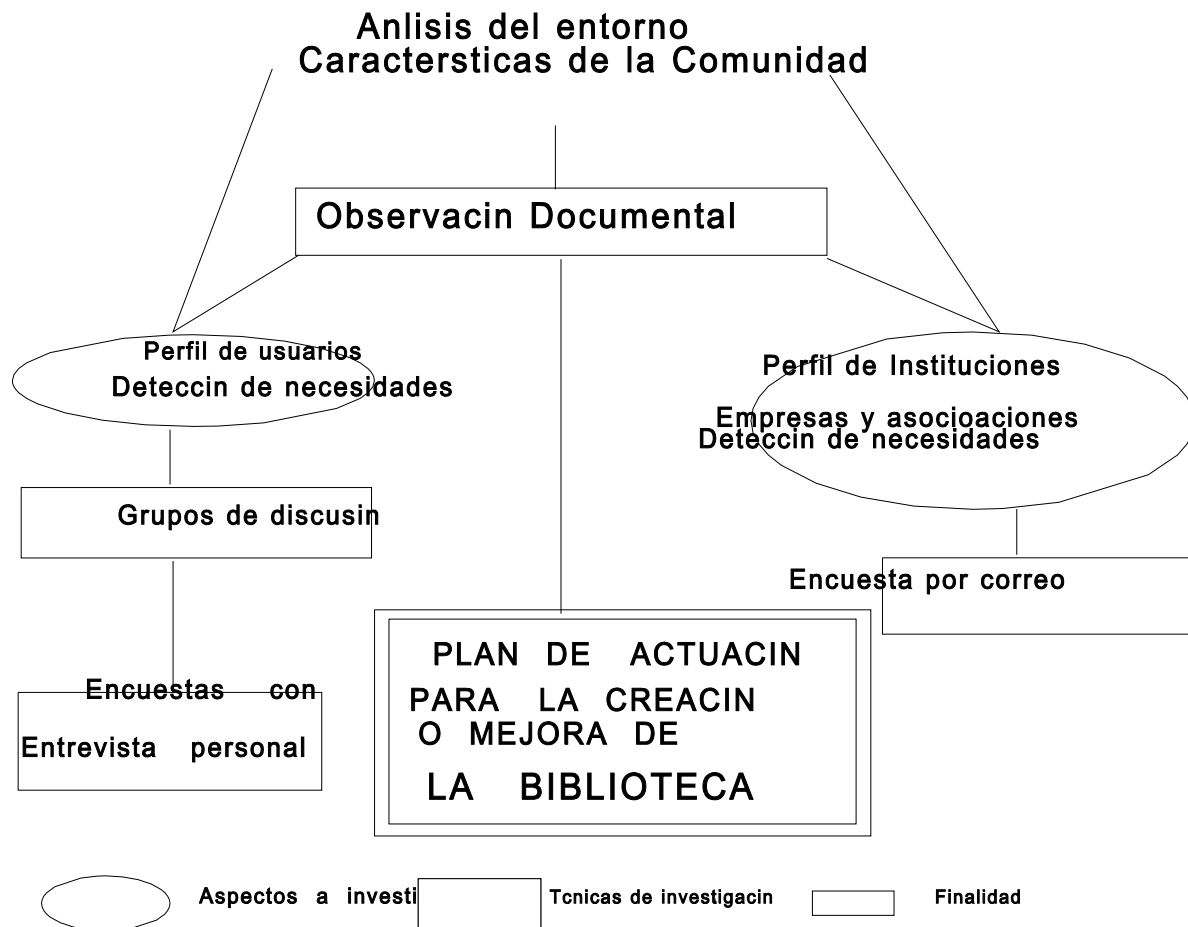 Anlisis del entorno
Caractersticas de la Comunidad
Observacin Documental
Perfil de usuarios
Deteccin de necesidades
Perfil de Instituciones
Empresas y asocioaciones
Deteccin de necesidades
Grupos de discusin
Encuesta por correo
Encuestas con
Entrevista personal
PLAN DE ACTUACIN
PARA LA CREACIN
O MEJORA DE
LA BIBLIOTECA
Aspectos a investi
Tcnicas de investigacin
Finalidad